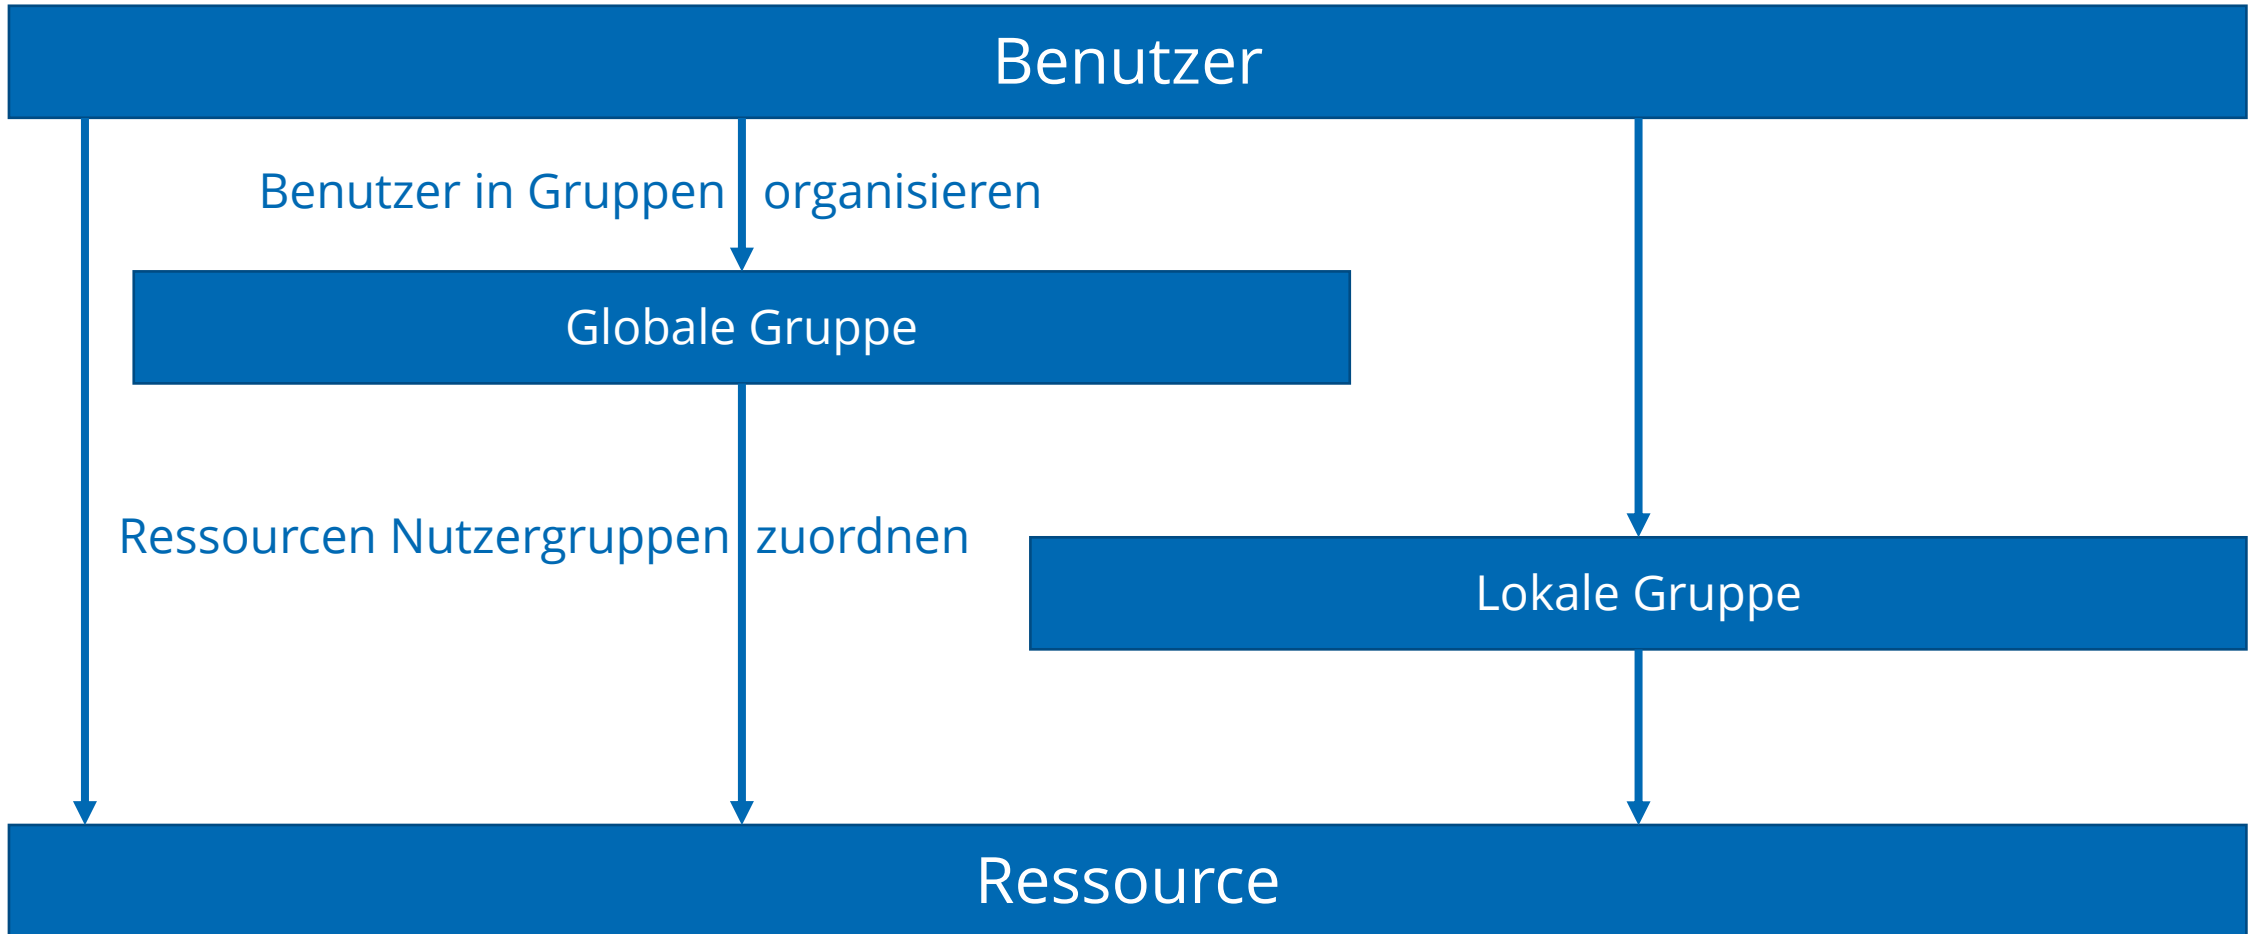 Benutzer
Benutzer in Gruppen organisieren
Globale Gruppe
Ressourcen Nutzergruppen zuordnen
Lokale Gruppe
Ressource